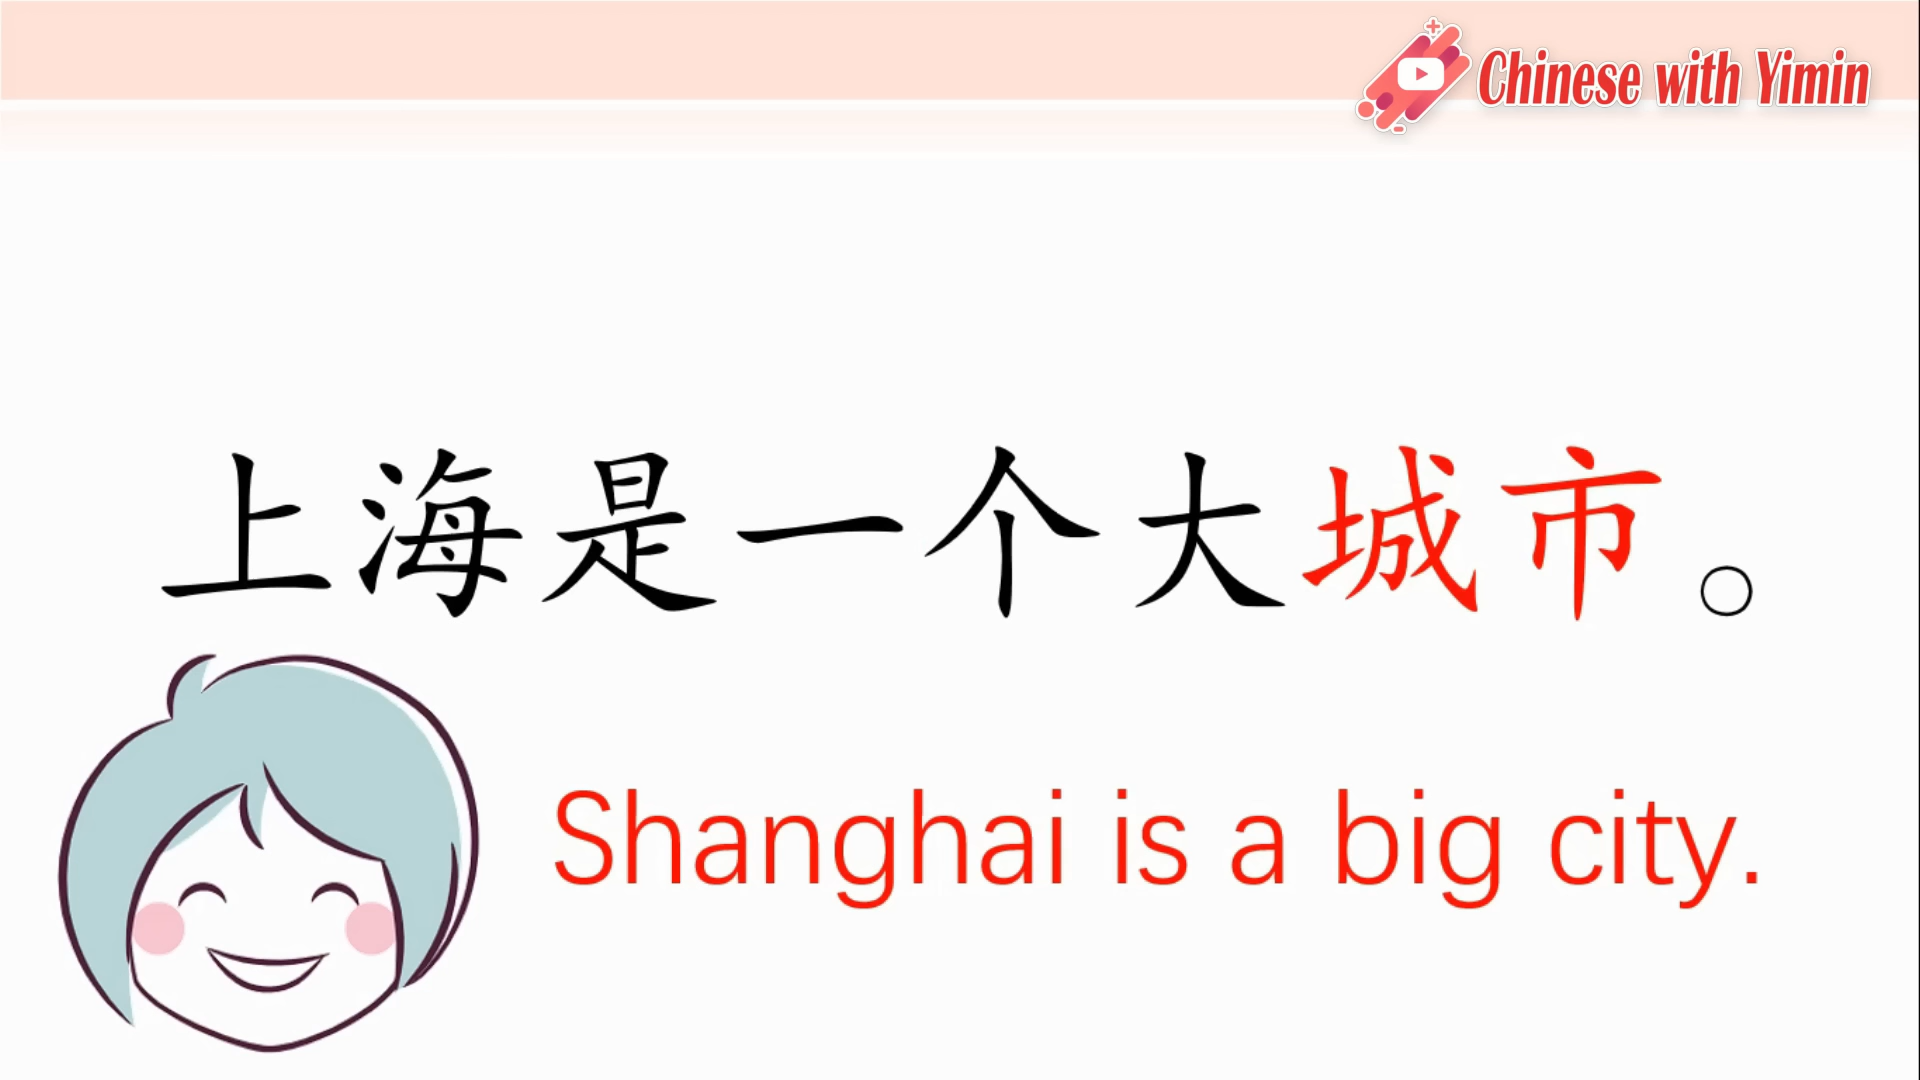 Chinese with Yimin
上海是一个大城市。
Shanghai is a big city.